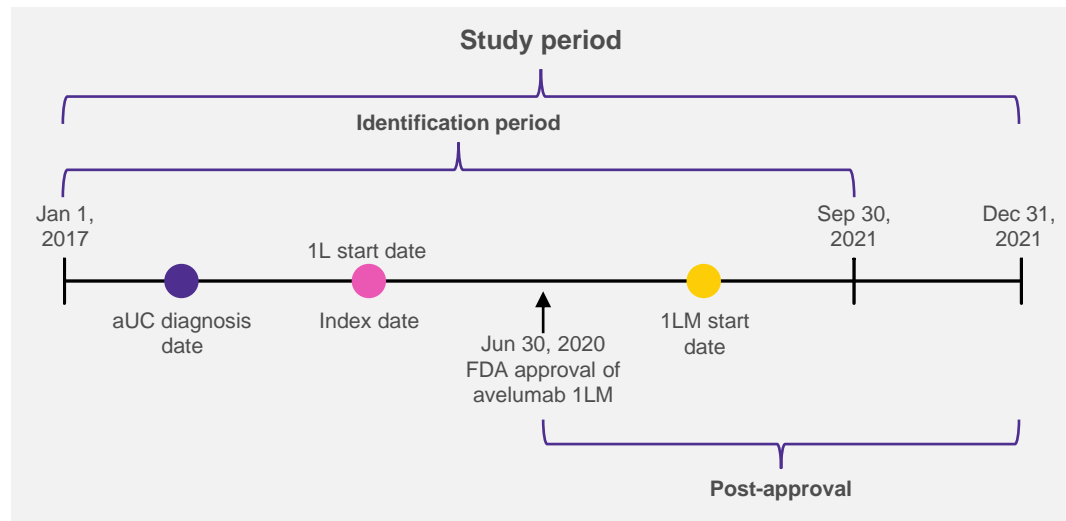 Study period
Identification period
Jan 1,
2017
Sep 30,
2021
Dec 31,
2021
1L start date
aUC diagnosis
date
Index date
1LM start
date
Jun 30, 2020
FDA approval of
avelumab 1LM
Post-approval